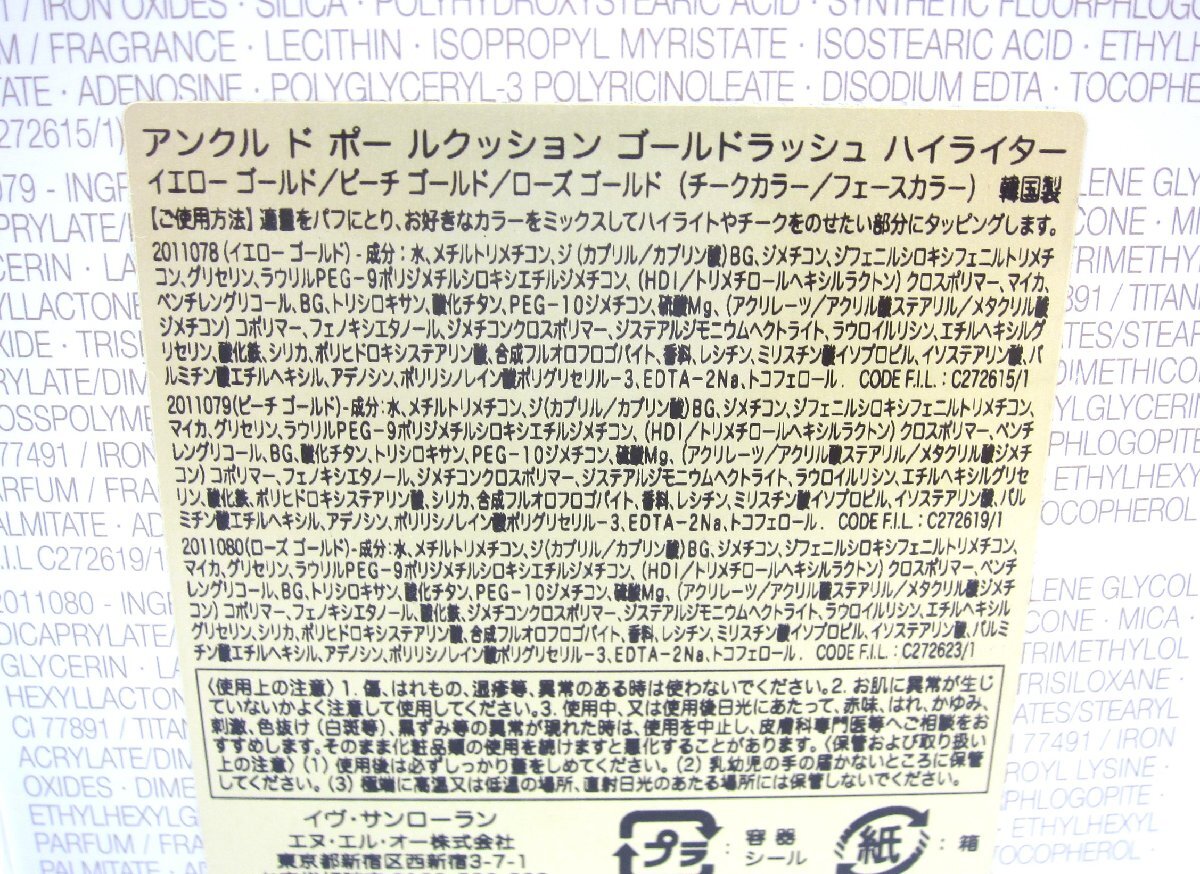 / IRON OXIDES · SILICA · POLYHYDROXYSTEARIC ACID · SYNTHETIC FLUORPHLOGO
M / FRAGRANCE · LECITHIN · ISOPROPYL MYRISTATE · ISOSTEARIC ACID · ETHYLH
TATE · ADENOSINE · POLYGLYCERYL-3 POLYRICINOLEATE · DISODIUM EDTA · TOCOPHEROL
C272615/1)
アンクル ド ポー ルクッション ゴールドラッシュ ハイライター
イエロー ゴールド/ピーチ ゴールド/ローズ ゴールド (チークカラー/フェースカラー) 韓国製
【ご使用方法】適量をパフにとり、お好きなカラーをミックスしてハイライトやチークをのせたい部分にタッピングします。
2011078 (イエロー ゴールド) - 成分 : 水、メチルトリメチコン、ジ (カプリル/カプリン酸) BG、ジメチコン、ジフェニルシロキシフェニルトリメチ
コン、グリセリン、ラウリルPEG-9ポリジメチルシロキシエチルジメチコン、(HDI/トリメチロールヘキシルラクトン) クロスポリマー、マイカ、
ペンチレングリコール、BG、トリシロキサン、酸化チタン、PEG-10ジメチコン、硫酸Mg、(アクリレーツ/アクリル酸ステアリル/メタクリル酸
ジメチコン) コポリマー、フェノキシエタノール、ジメチコンクロスポリマー、ジステアルジモニウムヘクトライト、ラウロイルリシン、エチルヘキシルグ
リセリン、酸化鉄、シリカ、ポリヒドロキシステアリン酸、合成フルオロフロゴパイト、香料、レシチン、ミリスチン酸イソプロピル、イソステアリン酸、パ
ルミチン酸エチルヘキシル、アデノシン、ポリリシノレイン酸ポリグリセリル-3、EDTA-2Na、トコフェロール. CODE F.I.L. : C272615/1
2011079(ピーチ ゴールド) -成分: 水、メチルトリメチコン、ジ(カプリル/カプリン酸) BG、ジメチコン、ジフェニルシロキシフェニルトリメチコン、
マイカ、グリセリン、ラウリルPEG-9ポリジメチルシロキシエチルジメチコン、(HDI/トリメチロールヘキシルラクトン) クロスポリマー、ペンチ
レングリコール、BG、酸化チタン、トリシロキサン、PEG-10ジメチコン、硫酸Mg、(アクリレーツ/アクリル酸ステアリル/メタクリル酸ジメチ
コン) コポリマー、フェノキシエタノール、ジメチコンクロスポリマー、ジステアルジモニウムヘクトライト、ラウロイルリシン、エチルヘキシルグリセ
リン、酸化鉄、ポリヒドロキシステアリン酸、シリカ、合成フルオロフロゴパイト、香料、レシチン、ミリスチン酸イソプロピル、イソステアリン酸、パル
ミチン酸エチルヘキシル、アデノシン、ポリリシノレイン酸ポリグリセリル-3、EDTA-2Na、トコフェロール. CODE F.I.L. : C272619/1
2011080(ローズ ゴールド)-成分: 水、メチルトリメチコン、ジ(カプリル/カプリン酸) BG、ジメチコン、ジフェニルシロキシフェニルトリメチコン、
マイカ、グリセリン、ラウリルPEG-9ポリジメチルシロキシエチルジメチコン、(HDI/トリメチロールヘキシルラクトン) クロスポリマー、ペンチ
レングリコール、BG、トリシロキサン、酸化チタン、PEG-10ジメチコン、硫酸Mg、(アクリレーツ/アクリル酸ステアリル/メタクリル酸ジメチ
コン) コポリマー、フェノキシエタノール、酸化鉄、ジメチコンクロスポリマー、ジステアルジモニウムヘクトライト、ラウロイルリシン、エチルヘキシル
グリセリン、シリカ、ポリヒドロキシステアリン酸、合成フルオロフロゴパイト、香料、レシチン、ミリスチン酸イソプロピル、イソステアリン酸、パルミ
チン酸エチルヘキシル、アデノシン、ポリリシノレイン酸ポリグリセリル-3、EDTA-2Na、トコフェロール. CODE F.I.L. : C272623/1
〈使用上の注意〉1. 傷、はれもの、湿疹等、異常のある時は使わないでください。2. お肌に異常が生じ
ていないかよく注意して使用してください。3. 使用中、又は使用後日光にあたって、赤味、はれ、かゆみ、
刺激、色抜け (白斑等)、黒ずみ等の異常が現れた時は、使用を中止し、皮膚科専門医等へご相談をお
すすめします。そのまま化粧品類の使用を続けますと悪化することがあります。〈保管および取り扱い
上の注意〉(1) 使用後は必ずしっかり蓋をしめてください。(2) 乳幼児の手の届かないところに保管
してください。(3) 極端に高温又は低温の場所、直射日光のあたる場所には保管しないでください。
イヴ・サンローラン
エヌ・エル・オー株式会社
東京都新宿区西新宿3-7-1
プラ : 容器 シール
紙 : 箱